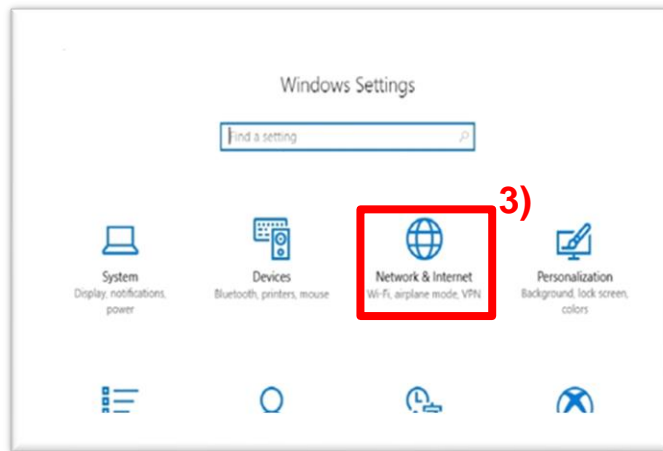 Windows Settings
Find a setting
3)
System
Display, notifications,
power
Devices
Bluetooth, printers, mouse
Network & Internet
Wi-Fi, airplane mode, VPN
Personalization
Background, lock screen,
colors